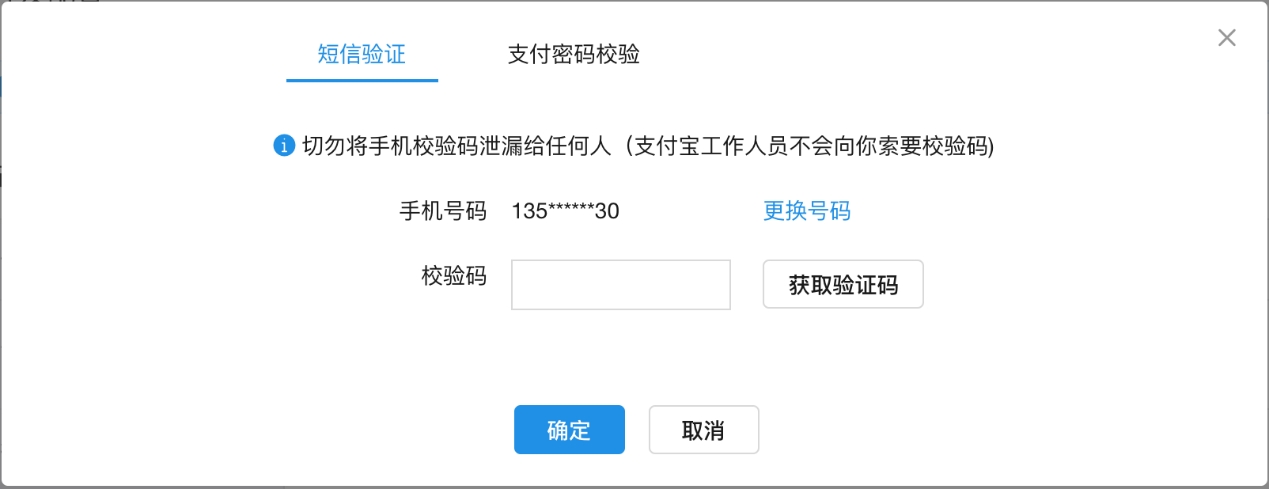 短信验证 支付密码校验
切勿将手机校验码泄漏给任何人（支付宝工作人员不会向你索要校验码)
手机号码 135******30 更换号码
校验码 获取验证码
确定 取消